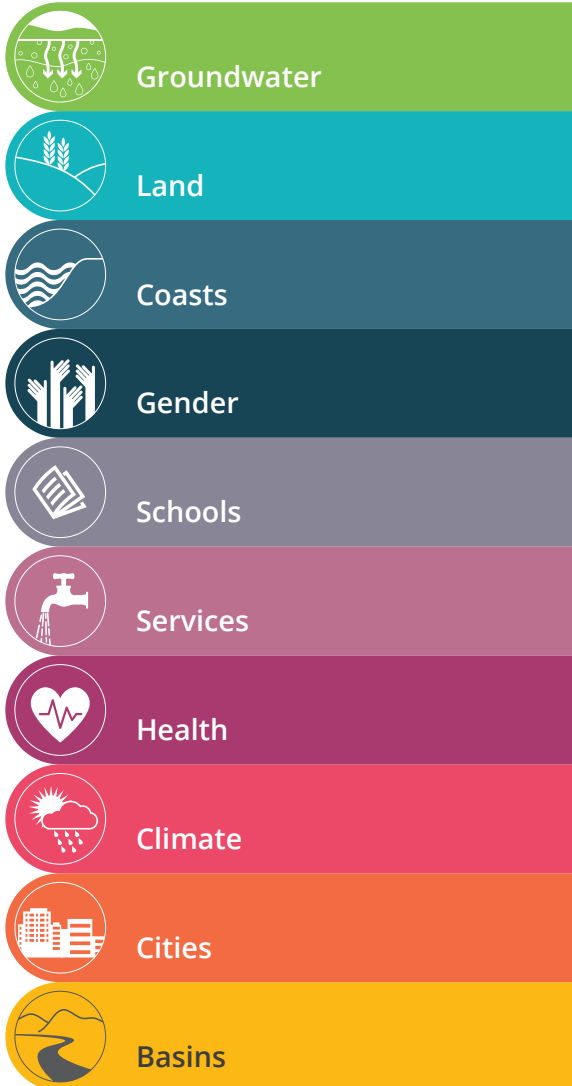 Groundwater
Land
Coasts
Gender
Schools
Services
Health
Climate
Cities
Basins